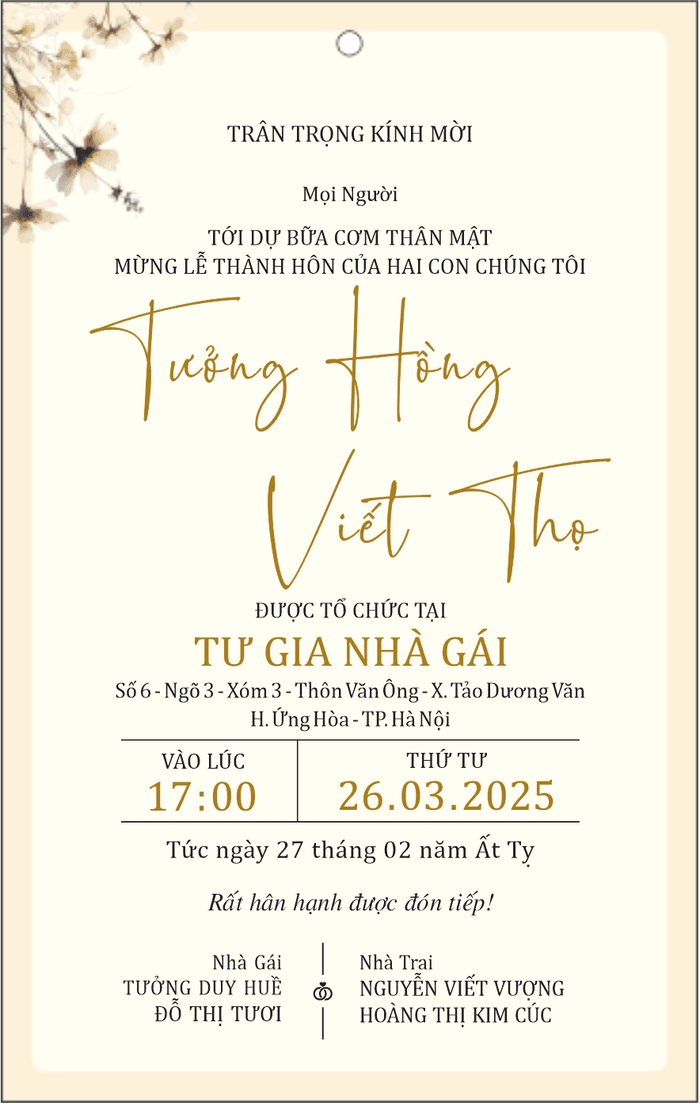 TRÂN TRỌNG KÍNH MỜI
Mọi Người
TỚI DỰ BỮA CƠM THÂN MẬT
MỪNG LỄ THÀNH HÔN CỦA HAI CON CHÚNG TÔI
Tưởng Hồng
Viết Thọ
ĐƯỢC TỔ CHỨC TẠI
TƯ GIA NHÀ GÁI
Số 6 - Ngõ 3 - Xóm 3 - Thôn Văn Ông - X. Tảo Dương Văn
H. Ứng Hòa - TP. Hà Nội
VÀO LÚC
17:00
THỨ TƯ
26.03.2025
Tức ngày 27 tháng 02 năm Ất Tỵ
Rất hân hạnh được đón tiếp!
Nhà Gái
TƯỞNG DUY HUỀ
ĐỖ THỊ TƯƠI
Nhà Trai
NGUYỄN VIẾT VƯỢNG
HOÀNG THỊ KIM CÚC